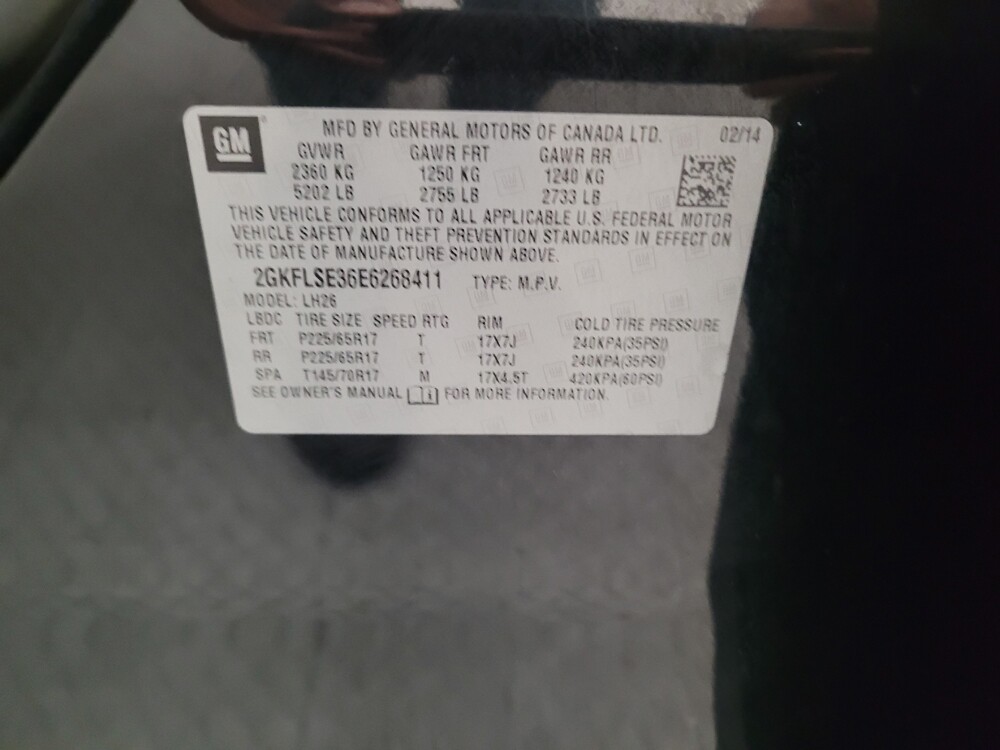 GM
MFD BY GENERAL MOTORS OF CANADA LTD. 02/14
GVWR GAWR FRT GAWR RR
2360 KG 1250 KG 1240 KG
5202 LB 2755 LB 2733 LB
THIS VEHICLE CONFORMS TO ALL APPLICABLE U.S. FEDERAL MOTOR
VEHICLE SAFETY AND THEFT PREVENTION STANDARDS IN EFFECT ON
THE DATE OF MANUFACTURE SHOWN ABOVE.
2GKFLSE36E6268411 TYPE: M.P.V.
MODEL: LH26
LBDC TIRE SIZE SPEED RTG RIM COLD TIRE PRESSURE
FRT P225/65R17 T 17X7J 240KPA(35PSI)
RR P225/65R17 T 17X7J 240KPA(35PSI)
SPA T145/70R17 M 17X4.5T 420KPA(60PSI)
SEE OWNER'S MANUAL FOR MORE INFORMATION.